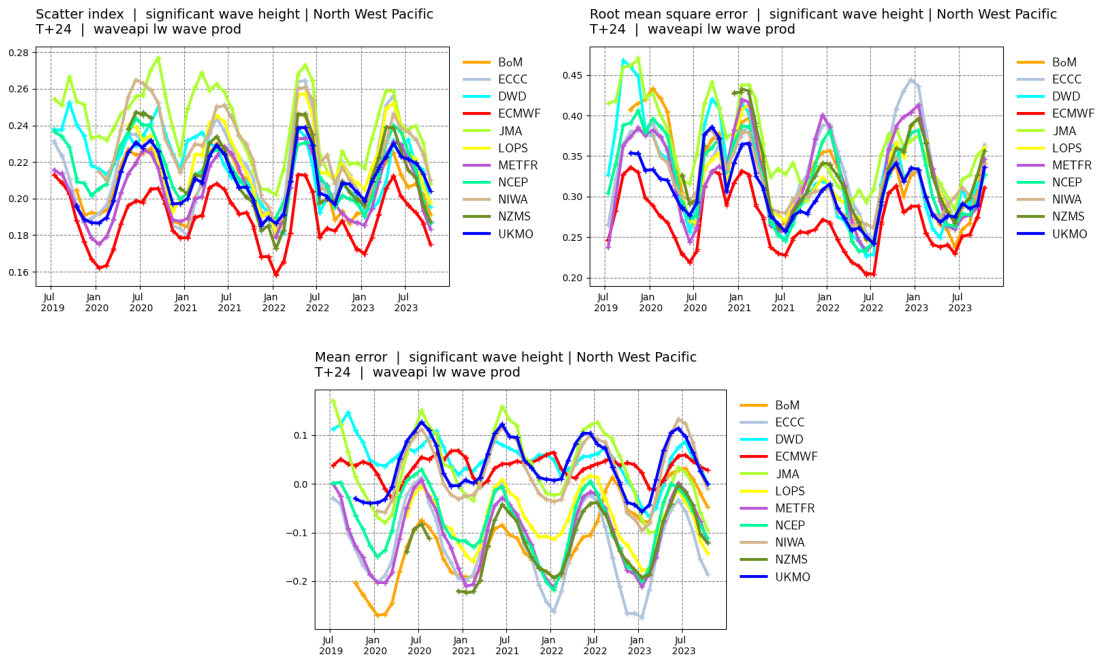 Scatter index | significant wave height | North West Pacific
T+24 | waveapi lw wave prod
0.28
0.26
0.24
0.22
0.20
0.18
0.16
Jul Jan Jul Jan Jul Jan Jul Jan Jul
2019 2020 2020 2021 2021 2022 2022 2023 2023
BoM
ECCC
DWD
ECMWF
JMA
LOPS
METFR
NCEP
NIWA
NZMS
UKMO
Root mean square error | significant wave height | North West Pacific
T+24 | waveapi lw wave prod
0.45
0.40
0.35
0.30
0.25
0.20
Jul Jan Jul Jan Jul Jan Jul Jan Jul
2019 2020 2020 2021 2021 2022 2022 2023 2023
BoM
ECCC
DWD
ECMWF
JMA
LOPS
METFR
NCEP
NIWA
NZMS
UKMO
Mean error | significant wave height | North West Pacific
T+24 | waveapi lw wave prod
0.1
0.0
−0.1
−0.2
Jul Jan Jul Jan Jul Jan Jul Jan Jul
2019 2020 2020 2021 2021 2022 2022 2023 2023
BoM
ECCC
DWD
ECMWF
JMA
LOPS
METFR
NCEP
NIWA
NZMS
UKMO